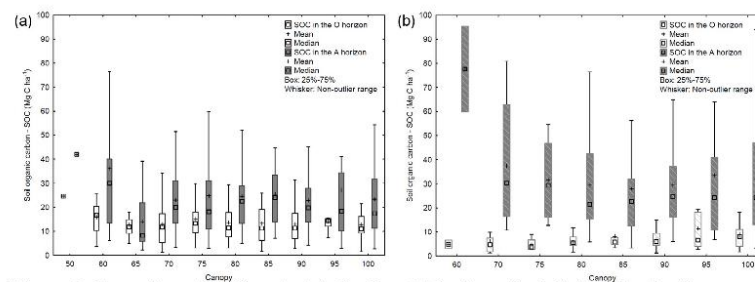 (a)
100
90
80
70
60
50
40
30
20
10
0
Soil organic carbon - SOC (Mg C ha⁻¹)
SOC in the O horizon
Mean
Median
SOC in the A horizon
Mean
Median
Box: 25%-75%
Whisker: Non-outlier range
50 60 65 70 75 80 85 90 95 100
Canopy
(b)
100
90
80
70
60
50
40
30
20
10
0
Soil organic carbon - SOC (Mg C ha⁻¹)
SOC in the O horizon
Mean
Median
SOC in the A horizon
Mean
Median
Box: 25%-75%
Whisker: Non-outlier range
60 70 75 80 85 90 95 100
Canopy